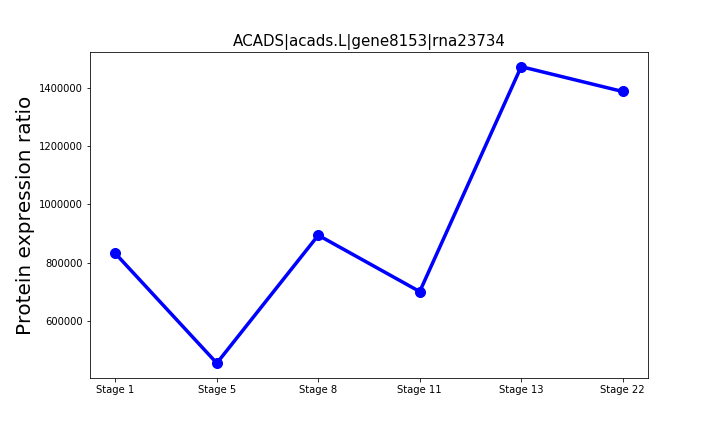 ACADS|acads.L|gene8153|rna23734
Protein expression ratio
1400000
1200000
1000000
800000
600000
Stage 1
Stage 5
Stage 8
Stage 11
Stage 13
Stage 22